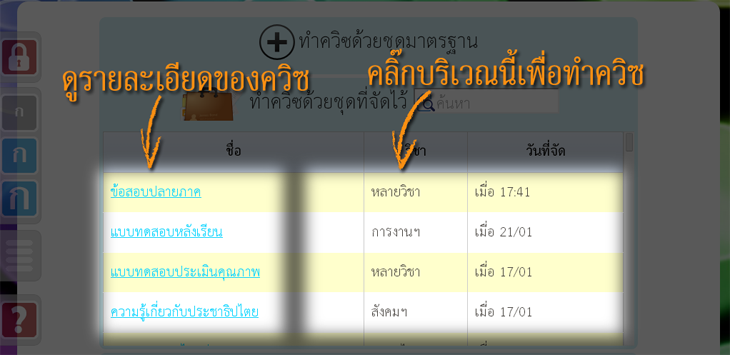 ทำควิซด้วยชุดมาตรฐาน
ดูรายละเอียดของควิซ
คลิ๊กบริเวณนี้เพื่อทำควิซ
ทำควิซด้วยชุดที่จัดไว้ ค้นหา
ชื่อ วิชา วันที่จัด
ข้อสอบปลายภาค หลายวิชา เมื่อ 17:41
แบบทดสอบหลังเรียน การงานฯ เมื่อ 21/01
แบบทดสอบประเมินคุณภาพ หลายวิชา เมื่อ 17/01
ความรู้เกี่ยวกับประชาธิปไตย สังคมฯ เมื่อ 17/01
ก
ก
ก
?